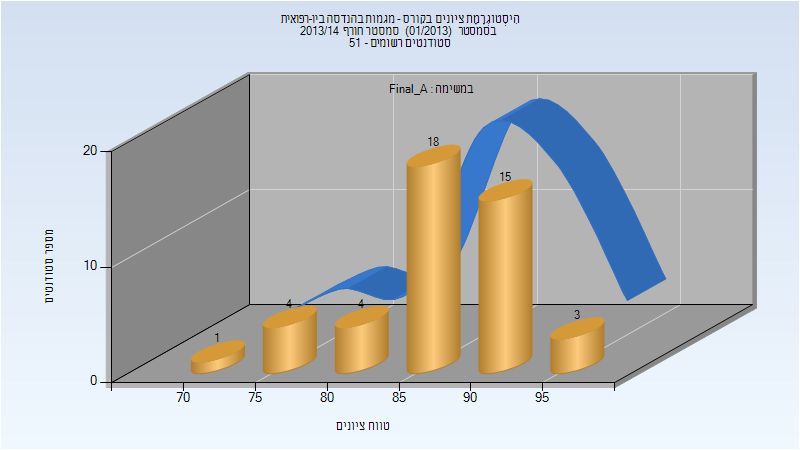 היסטוגרמת ציונים בקורס - מגמות בהנדסה ביו-רפואית
בסמסטר (01/2013) סמסטר חורף 2013/14
סטודנטים רשומים - 51
במשימה : Final_A
20
10
0
מספר סטודנטים
1
4
4
18
15
3
70
75
80
85
90
95
טווח ציונים